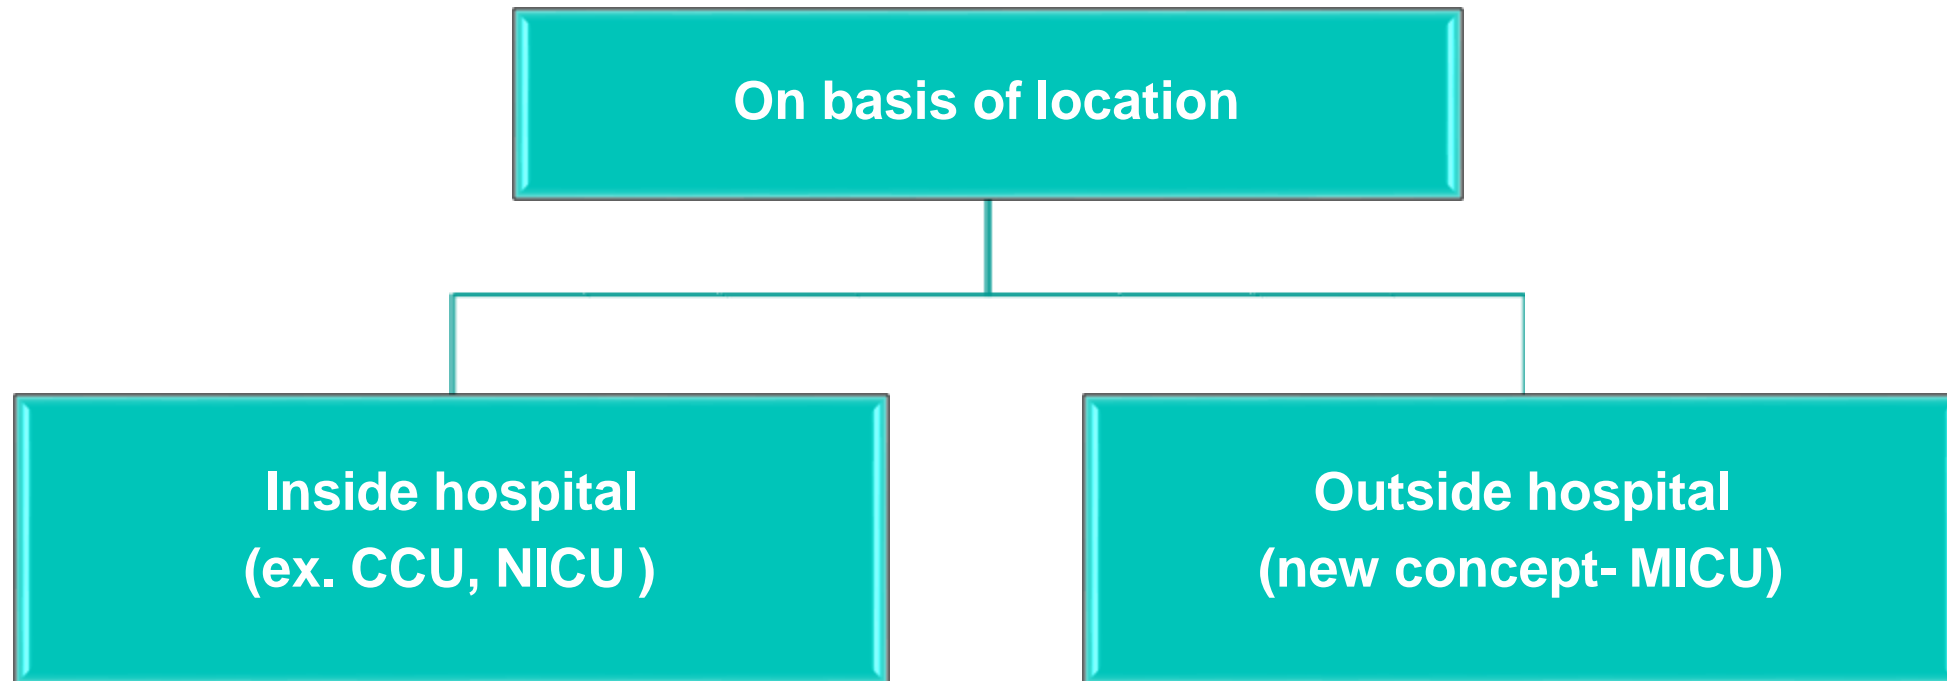 On basis of location
Inside hospital
(ex. CCU, NICU )
Outside hospital
(new concept- MICU)